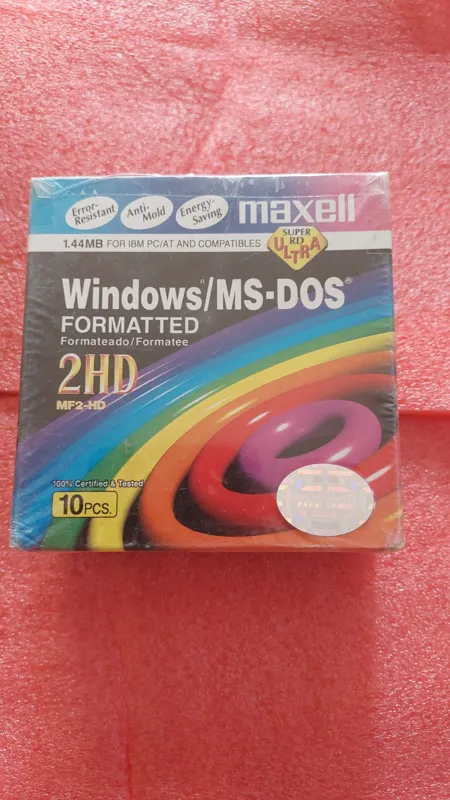 Error-Resistant
Anti-Mold
Energy-Saving
maxell
1.44MB FOR IBM PC/AT AND COMPATIBLES
SUPER
RD
ULTRA
Windows®/MS-DOS®
FORMATTED
Formateado/Formatee
2HD
MF2-HD
100% Certified & Tested
10PCS.